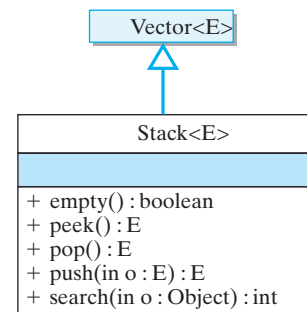 Vector<E>
Stack<E>
+ empty() : boolean
+ peek() : E
+ pop() : E
+ push(in o : E) : E
+ search(in o : Object) : int